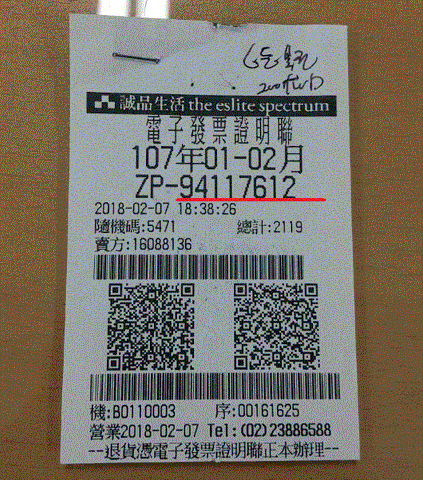 誠品生活 the eslite spectrum
電子發票證明聯
107年01-02月
ZP-94117612
2018-02-07 18:38:26
隨機碼:5471 總計:2119
賣方:16088136
機:B0110003 序:00161625
營業2018-02-07 Tel:(02)23886588
--退貨憑電子發票證明聯正本辦理--